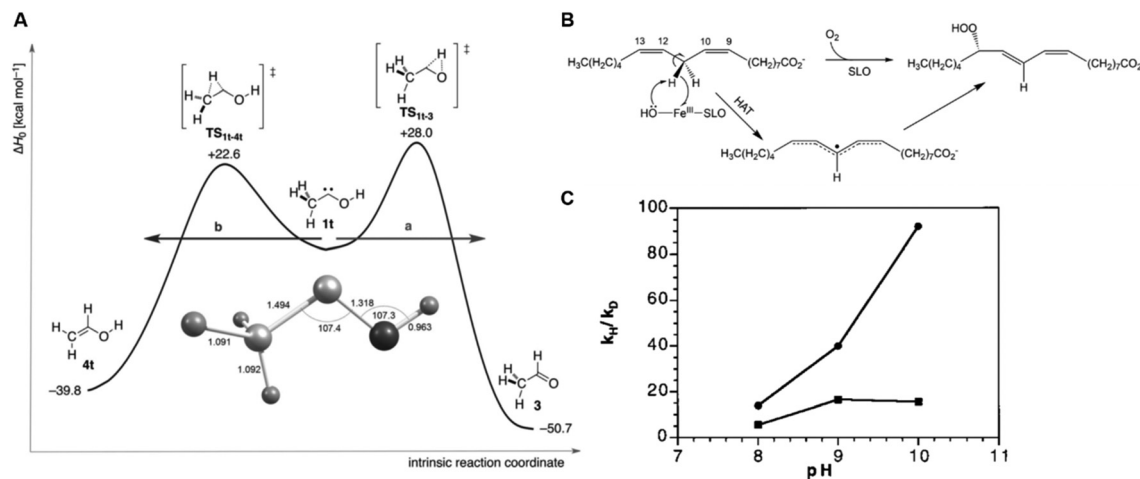 A
ΔH₀ [kcal mol⁻¹]
H
H
H
C
O
H
‡
TS1t-4t
+22.6
H
H
H
C
O
H
‡
TS1t-3
+28.0
H
H
C
H
O
H
1t
b
a
1.494
1.318
107.4
107.3
0.963
1.091
1.092
H
H
C
H
O
H
4t
−39.8
H
H
H
C
H
O
3
−50.7
intrinsic reaction coordinate
B
13 12 10 9
H₃C(H₂C)₄
(CH₂)₇CO₂⁻
H H
HO—Feᴵᴵᴵ—SLO
O₂
SLO
HAT
HOO
H₃C(H₂C)₄
H
(CH₂)₇CO₂⁻
H₃C(H₂C)₄
H
(CH₂)₇CO₂⁻
C
kH/kD
100
80
60
40
20
0
7 8 9 10 11
pH